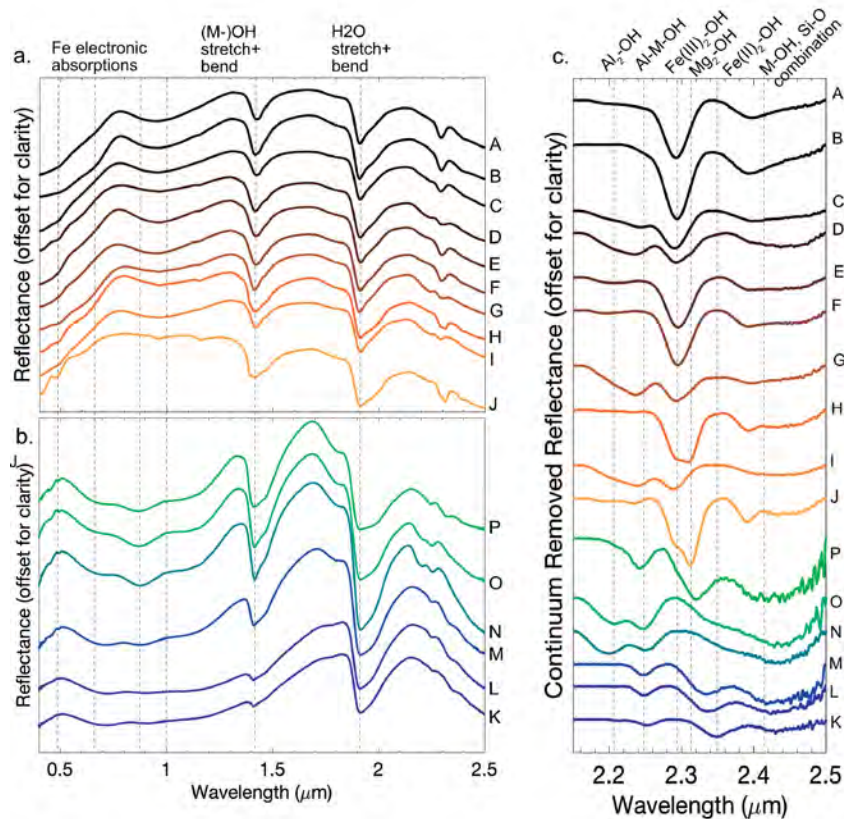 a.
Fe electronic
absorptions
(M-)OH
stretch+
bend
H2O
stretch+
bend
Reflectance (offset for clarity)
A
B
C
D
E
F
G
H
I
J
b.
Reflectance (offset for clarity)
P
O
N
M
L
K
0.5 1 1.5 2 2.5
Wavelength (μm)
c.
Al2-OH
Al-M-OH
Fe(III)2-OH
Mg2-OH
Fe(II)2-OH
M-OH, Si-O
combination
Continuum Removed Reflectance (offset for clarity)
A
B
C
D
E
F
G
H
I
J
P
O
N
M
L
K
2.2 2.3 2.4 2.5
Wavelength (μm)